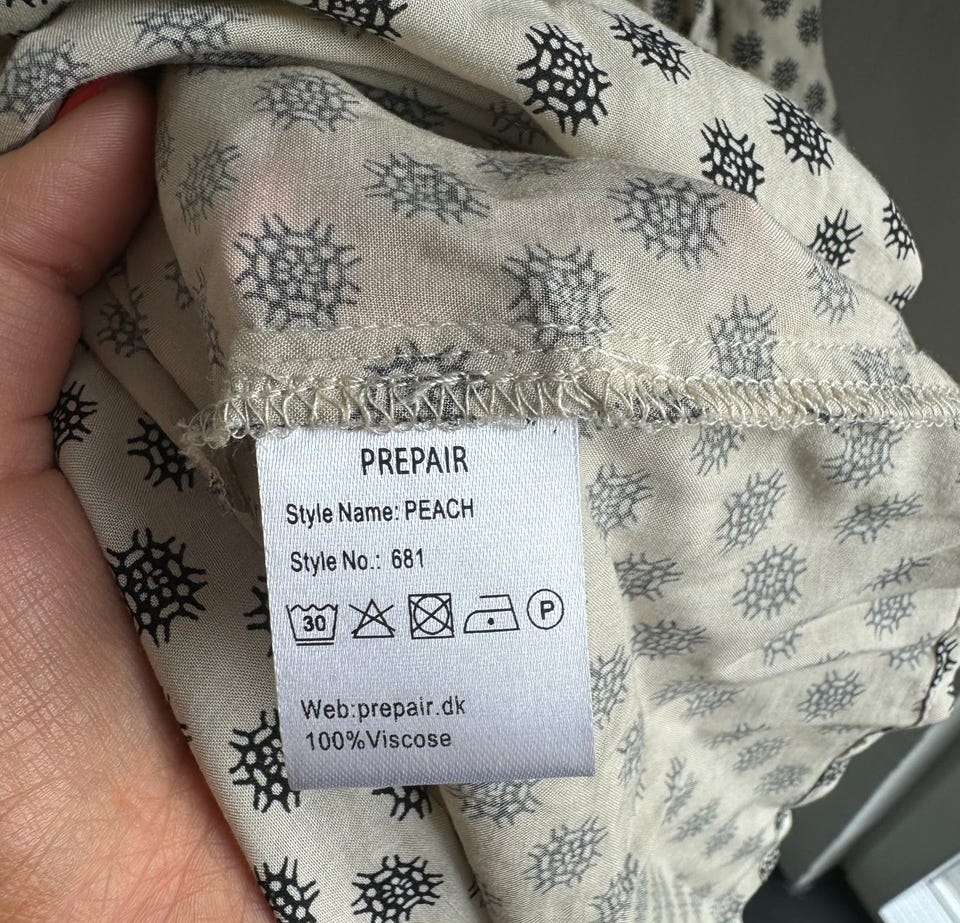 PREPAIR
Style Name: PEACH
Style No.: 681
30 P
Web:prepair.dk
100%Viscose